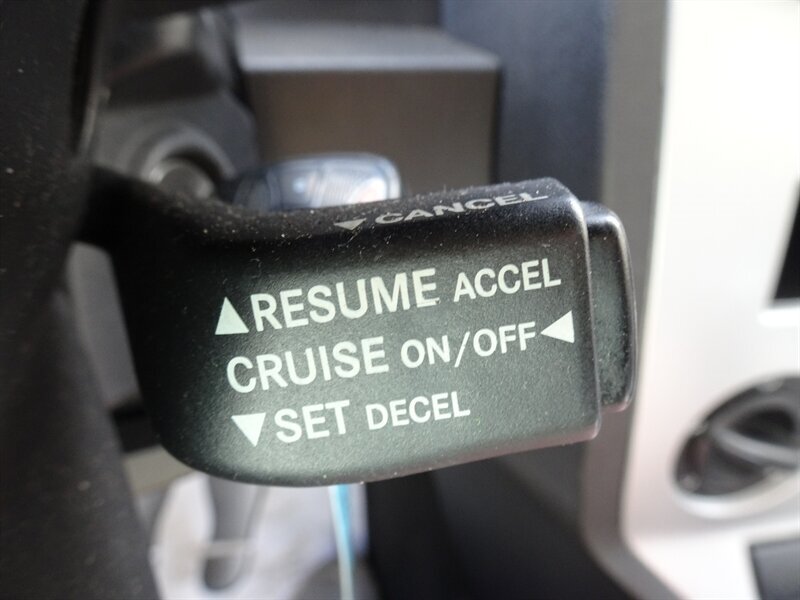 ▼CANCEL
▲RESUME ACCEL
CRUISE ON/OFF◀
▼SET DECEL